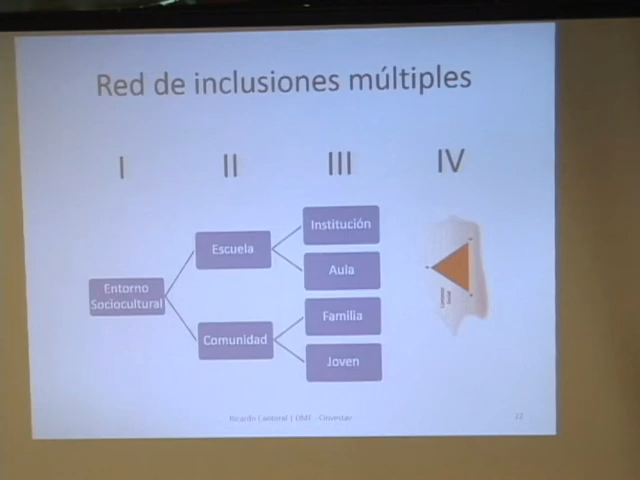 Red de inclusiones múltiples
I
II
III
IV
Entorno
Sociocultural
Escuela
Comunidad
Institución
Aula
Familia
Joven
Ricardo Cantoral | DME - Cinvestav
22